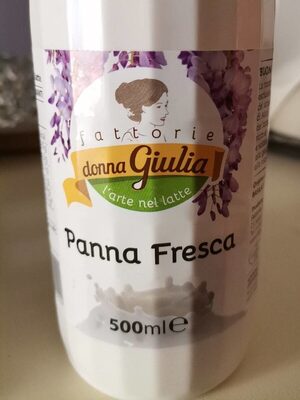 fattorie
donna Giulia
l'arte nel latte
Panna Fresca
500ml e